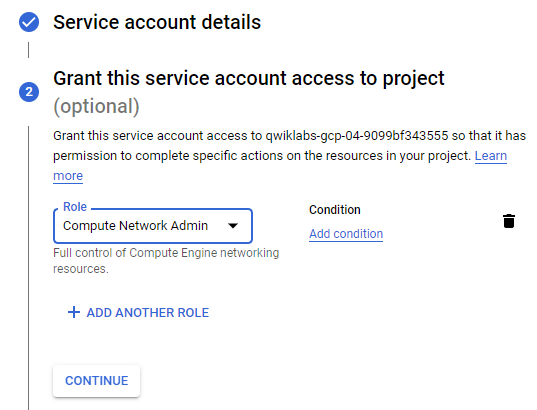 Service account details
2
Grant this service account access to project
(optional)
Grant this service account access to qwiklabs-gcp-04-9099bf343555 so that it has
permission to complete specific actions on the resources in your project. Learn
more
Role
Compute Network Admin
Condition
Add condition
Full control of Compute Engine networking
resources.
+ ADD ANOTHER ROLE
CONTINUE